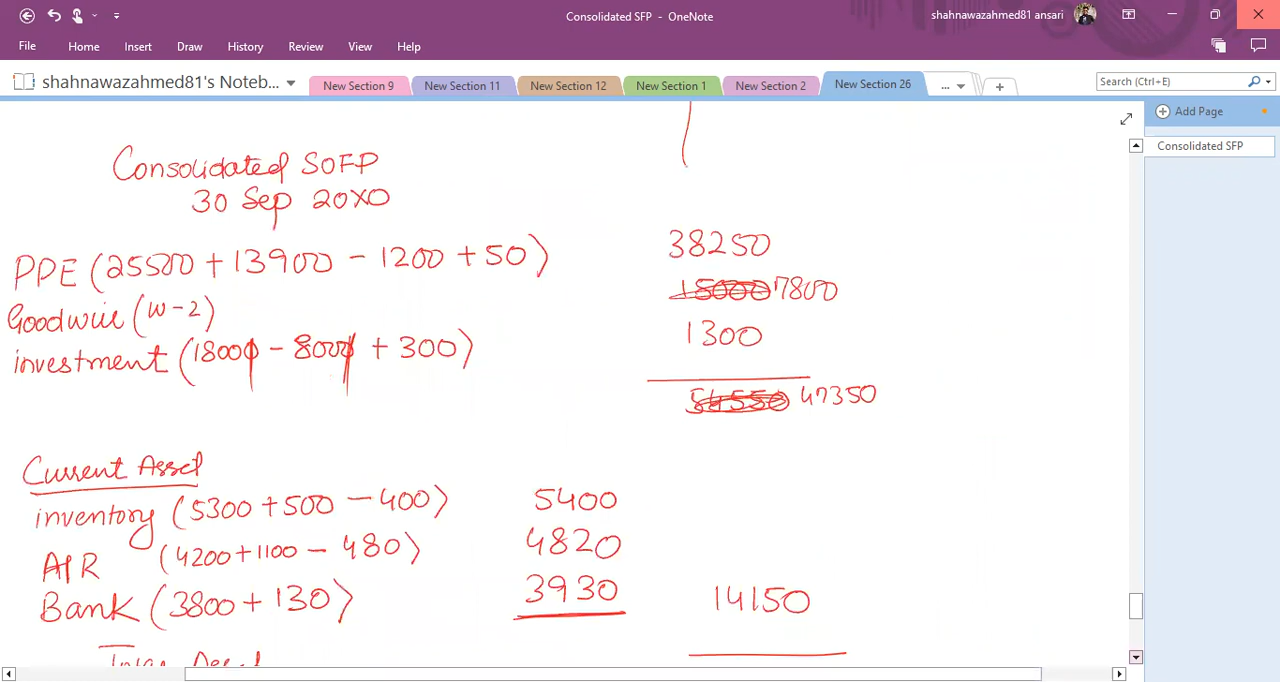 Consolidated SFP - OneNote
shahnawazahmed81 ansari
File Home Insert Draw History Review View Help
shahnawazahmed81's Noteb... New Section 9 New Section 11 New Section 12 New Section 1 New Section 2 New Section 26 ... + Search (Ctrl+E)
Add Page
Consolidated SFP
Consolidated SOFP
30 Sep 20X0
PPE (25500 + 13900 - 1200 + 50) 38250
Goodwill (W-2) 15000 7800
investment (1800 - 800 + 300) 1300
54550 47350
Current Asset
inventory (5300 + 500 - 400) 5400
A/R (4200 + 1100 - 480) 4820
Bank (3800 + 130) 3930 14150
Total Asset